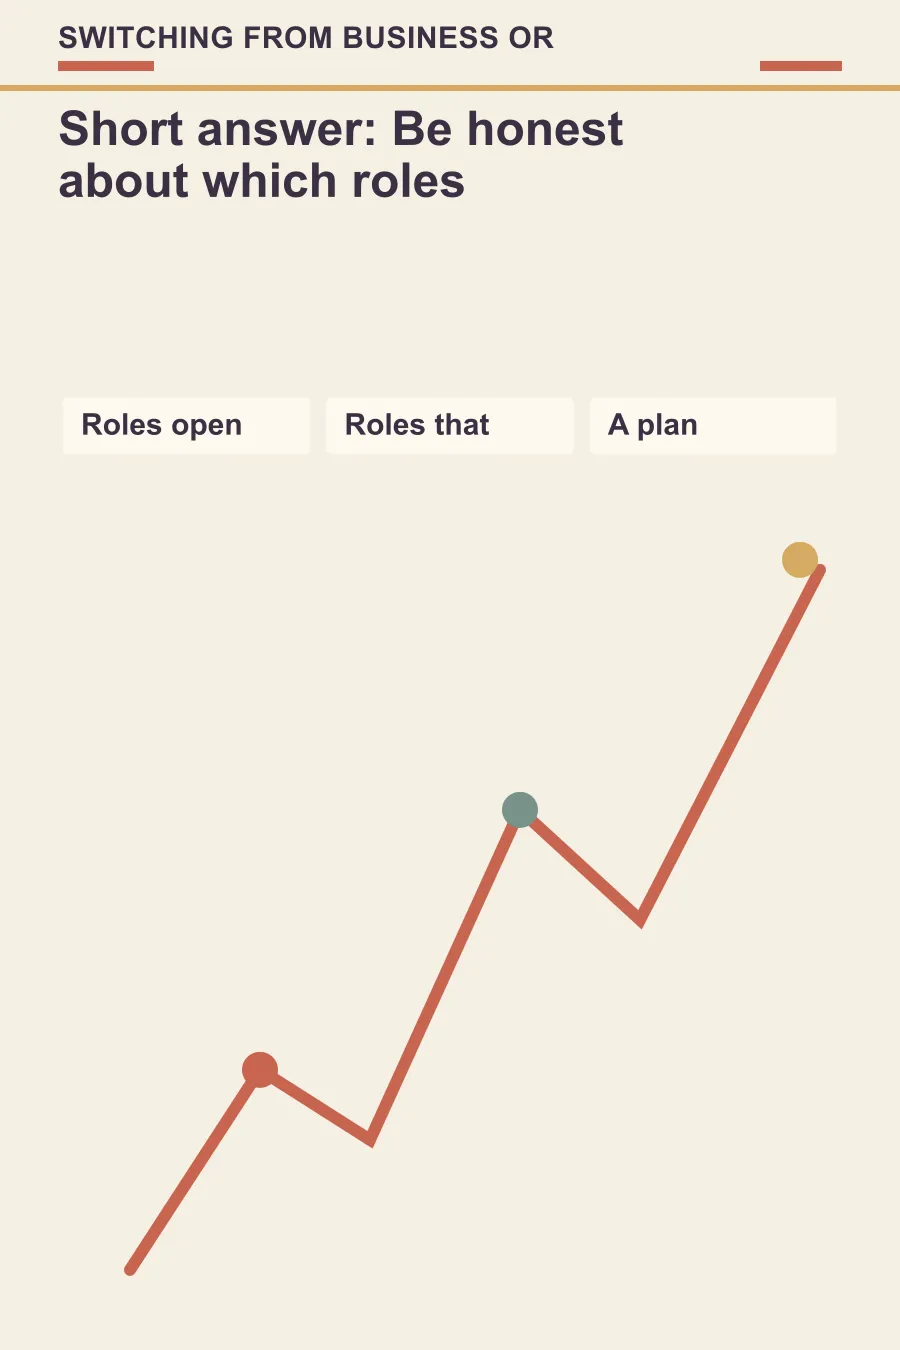 SWITCHING FROM BUSINESS OR
Short answer: Be honest
about which roles
Roles open
Roles that
A plan